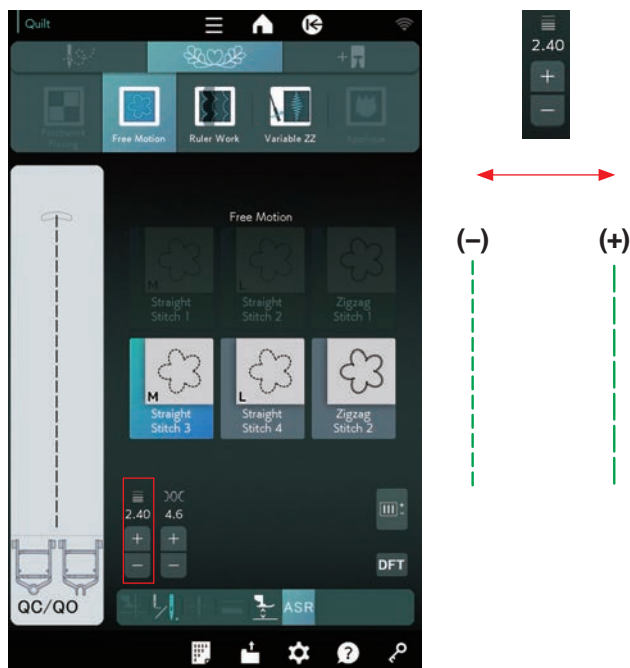 Quilt
Patchwork
Piecing
Free Motion
Ruler Work
Variable ZZ
Applique
Free Motion
M
Straight
Stitch 1
L
Straight
Stitch 2
Zigzag
Stitch 1
M
Straight
Stitch 3
L
Straight
Stitch 4
Zigzag
Stitch 2
2.40
4.6
+
+
−
−
DFT
QC/QO
ASR
?
2.40
+
−
(−)
(+)